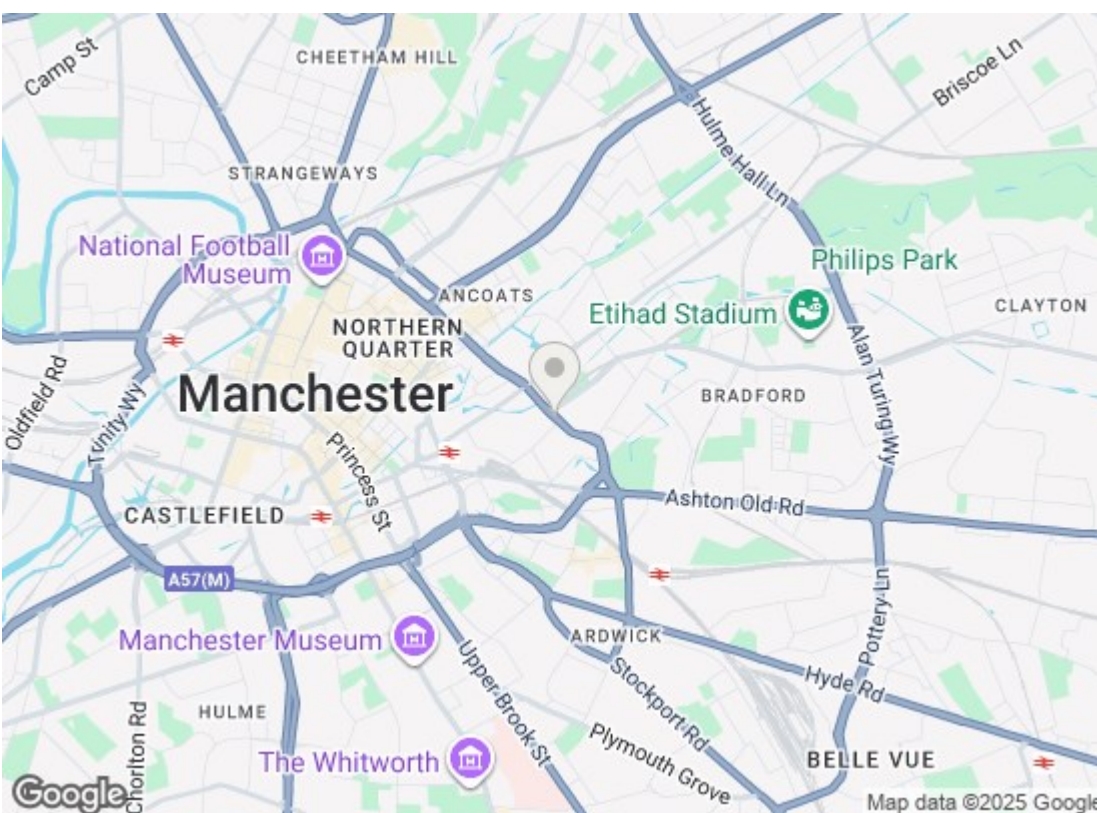 Camp St
CHEETHAM HILL
Briscoe Ln
Hulme Hall Ln
STRANGEWAYS
National Football
Museum
Philips Park
ANCOATS
Etihad Stadium
CLAYTON
NORTHERN
QUARTER
Oldfield Rd
Trinity Wy
Manchester
BRADFORD
Alan Turing Wy
Princess St
Ashton Old Rd
CASTLEFIELD
A57(M)
Pottery Ln
Manchester Museum
ARDWICK
Upper Brook St
Stockport Rd
Hyde Rd
HULME
Chorlton Rd
The Whitworth
Plymouth Grove
BELLE VUE
Google
Map data ©2025 Google